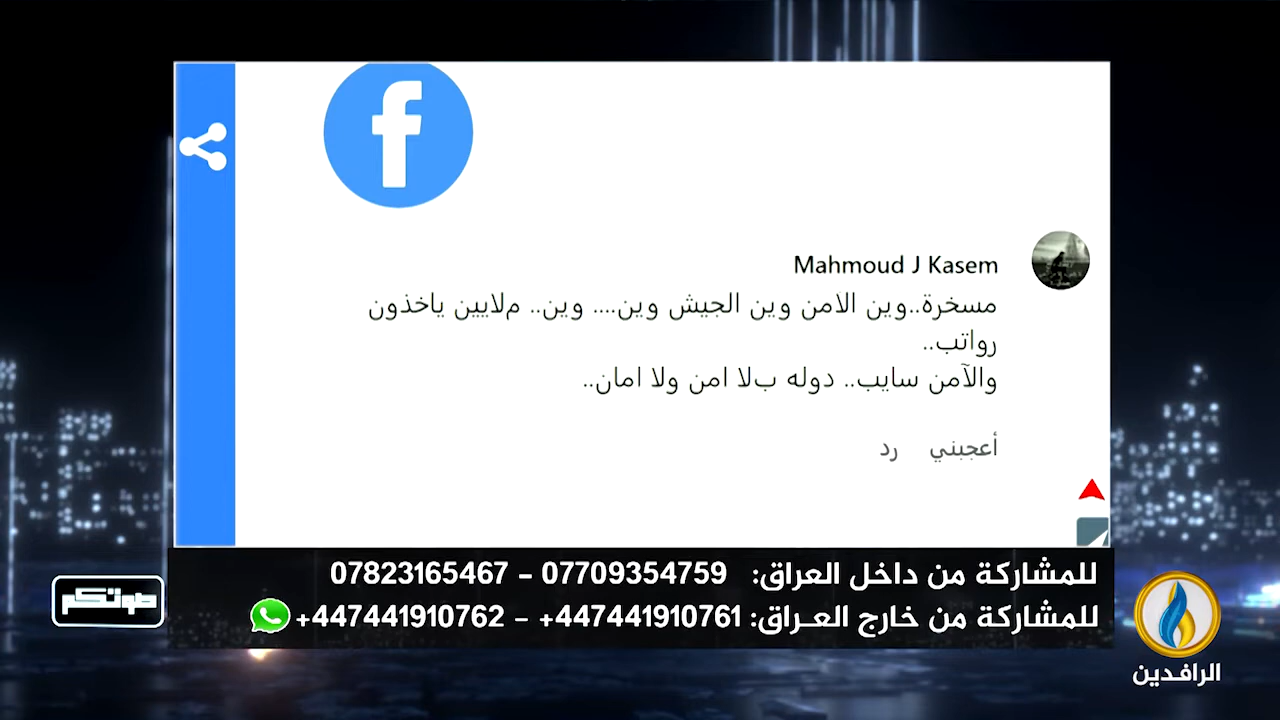 Mahmoud J Kasem
مسخرة..وين الامن وين الجيش وين.... وين.. ملايين ياخذون
رواتب..
والآمن سايب.. دوله بلا امن ولا امان..
أعجبني رد
للمشاركة من داخل العراق: 07709354759 - 07823165467
للمشاركة من خارج العـراق: 447441910761+ - 447441910762+
صوتكم
الرافدين